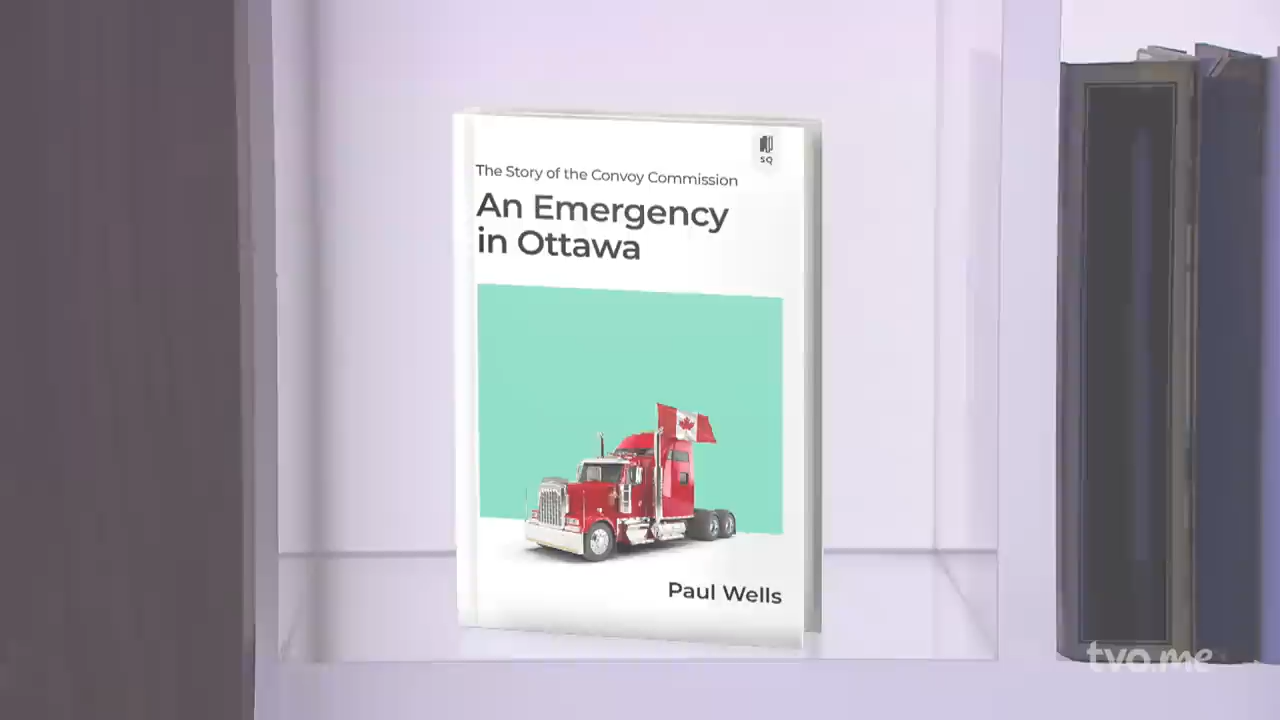 SQ
The Story of the Convoy Commission
An Emergency
in Ottawa
Paul Wells
tvo.me